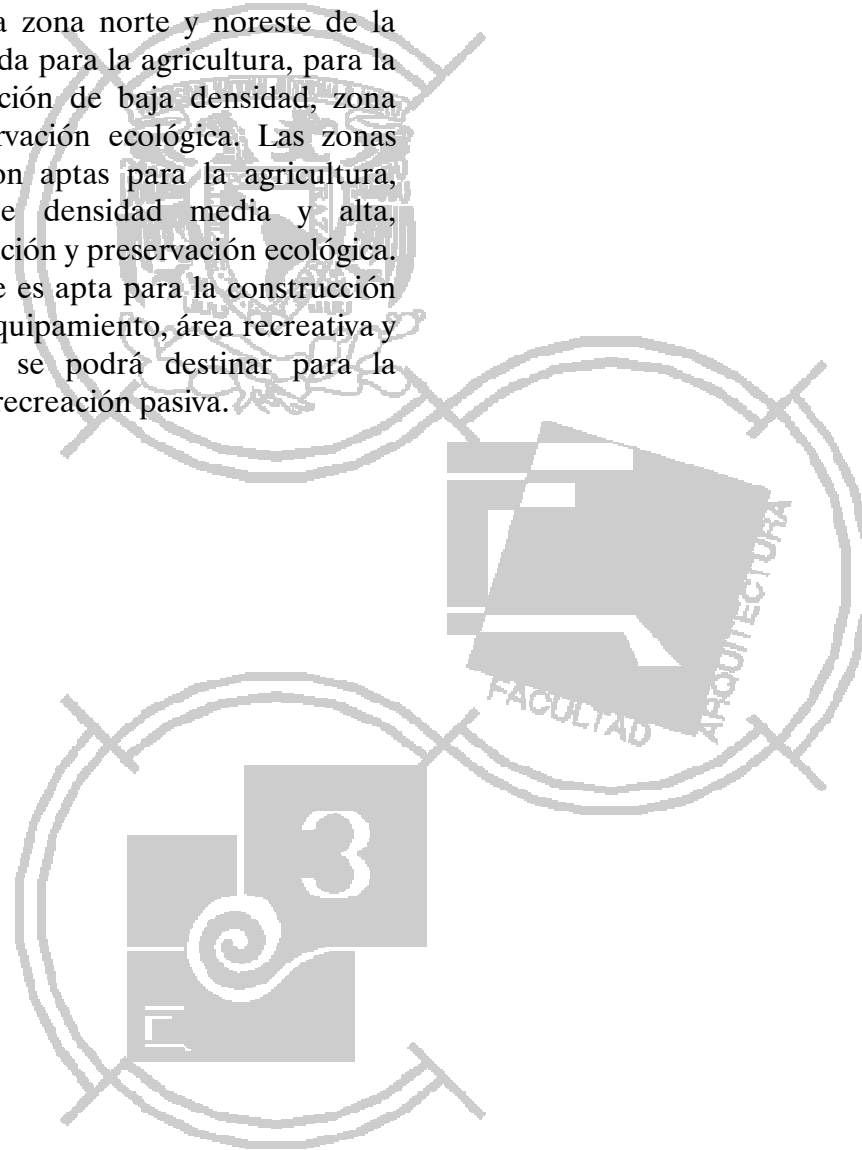 a zona norte y noreste de la
da para la agricultura, para la
ción de baja densidad, zona
rvación ecológica. Las zonas
on aptas para la agricultura,
e densidad media y alta,
ción y preservación ecológica.
e es apta para la construcción
quipamiento, área recreativa y
se podrá destinar para la
recreación pasiva.
FACULTAD
ARQUITECTURA
3